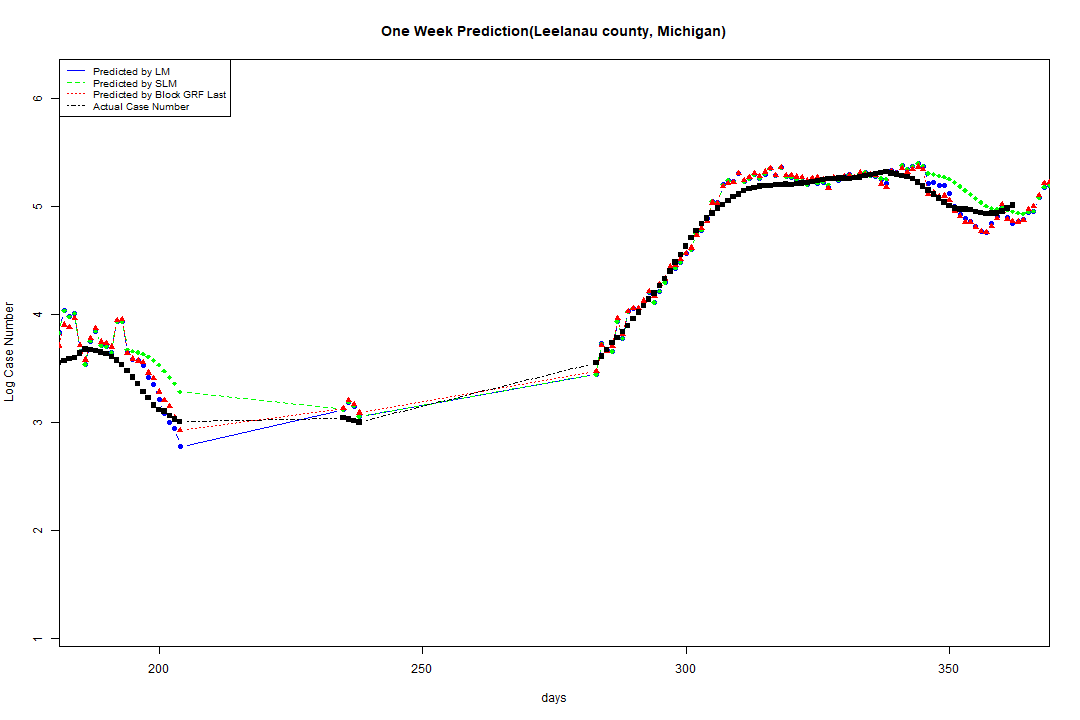 One Week Prediction(Leelanau county, Michigan)
Predicted by LM
Predicted by SLM
Predicted by Block GRF Last
Actual Case Number
6
5
4
3
2
1
Log Case Number
200
250
300
350
days